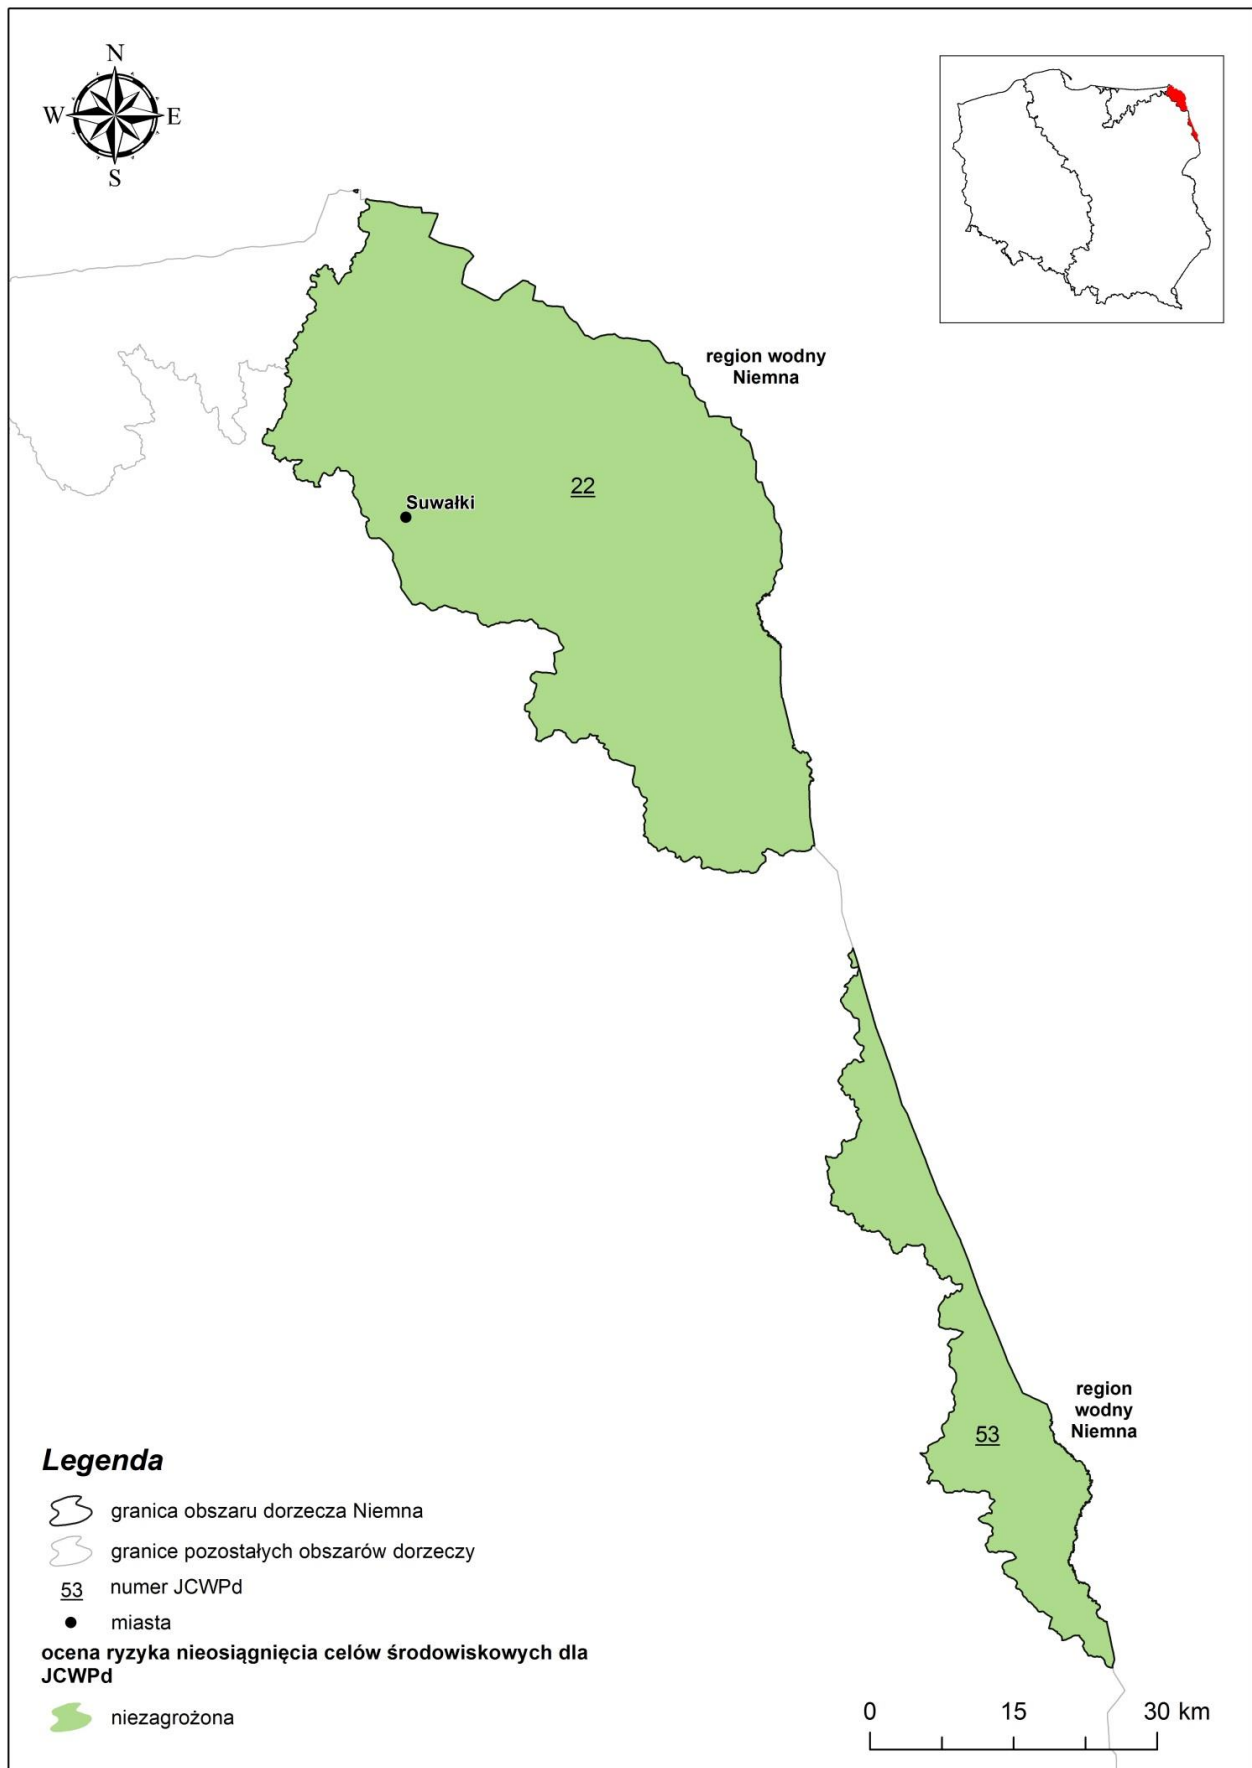 N
W
E
S
region wodny
Niemna
22
Suwałki
region
wodny
Niemna
53
Legenda
granica obszaru dorzecza Niemna
granice pozostałych obszarów dorzeczy
53 numer JCWPd
miasta
ocena ryzyka nieosiągnięcia celów środowiskowych dla
JCWPd
niezagrożona
0 15 30 km